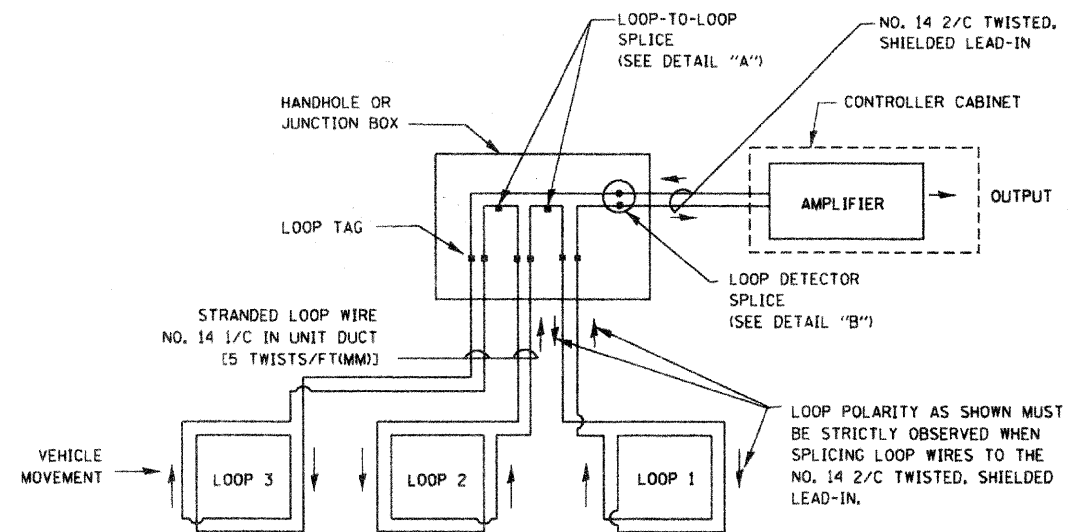 LOOP-TO-LOOP
SPLICE
(SEE DETAIL "A")
NO. 14 2/C TWISTED,
SHIELDED LEAD-IN
HANDHOLE OR
JUNCTION BOX
CONTROLLER CABINET
AMPLIFIER
OUTPUT
LOOP TAG
LOOP DETECTOR
SPLICE
(SEE DETAIL "B")
STRANDED LOOP WIRE
NO. 14 1/C IN UNIT DUCT
[5 TWISTS/FT(MM)]
LOOP POLARITY AS SHOWN MUST
BE STRICTLY OBSERVED WHEN
SPLICING LOOP WIRES TO THE
NO. 14 2/C TWISTED, SHIELDED
LEAD-IN.
VEHICLE
MOVEMENT
LOOP 3
LOOP 2
LOOP 1